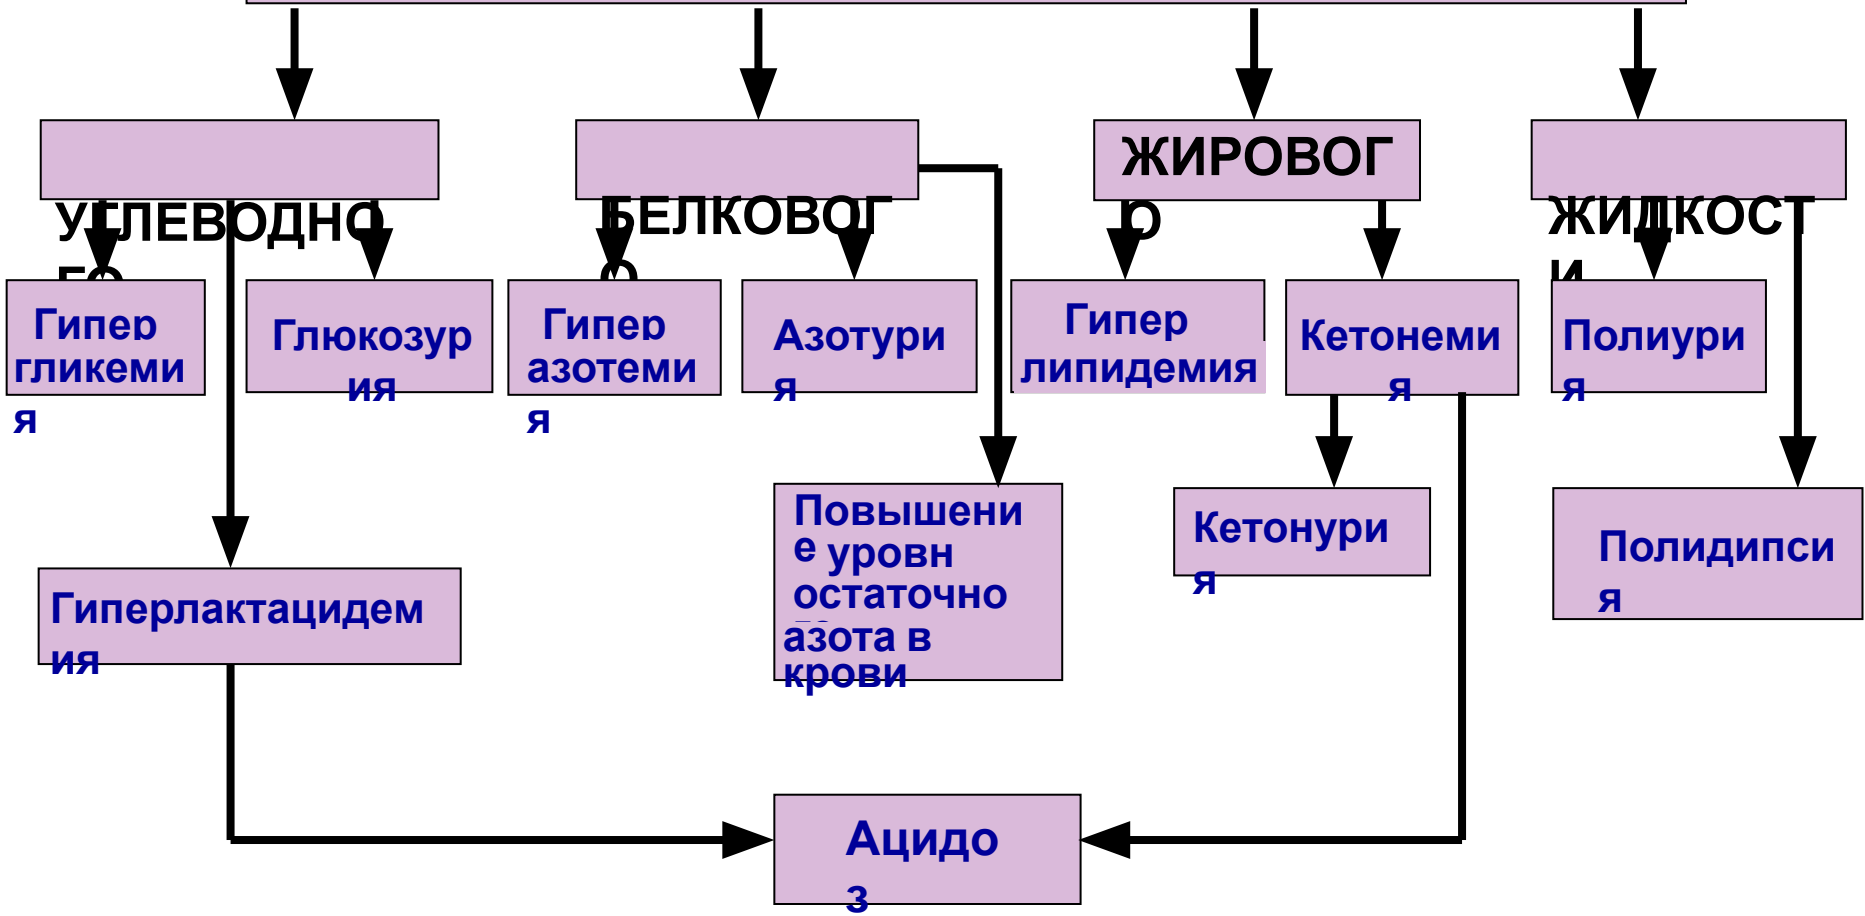 УГЛЕВОДНО
ГО
БЕЛКОВОГ
О
ЖИРОВОГ
О
ЖИДКОСТ
И
Гипер
гликеми
я
Глюкозур
ия
Гипер
азотеми
я
Азотури
я
Гипер
липидемия
Кетонеми
я
Полиури
я
Повышени
е уровн
остаточно
азота в
крови
Кетонури
я
Полидипси
я
Гиперлактацидем
ия
Ацидо
з